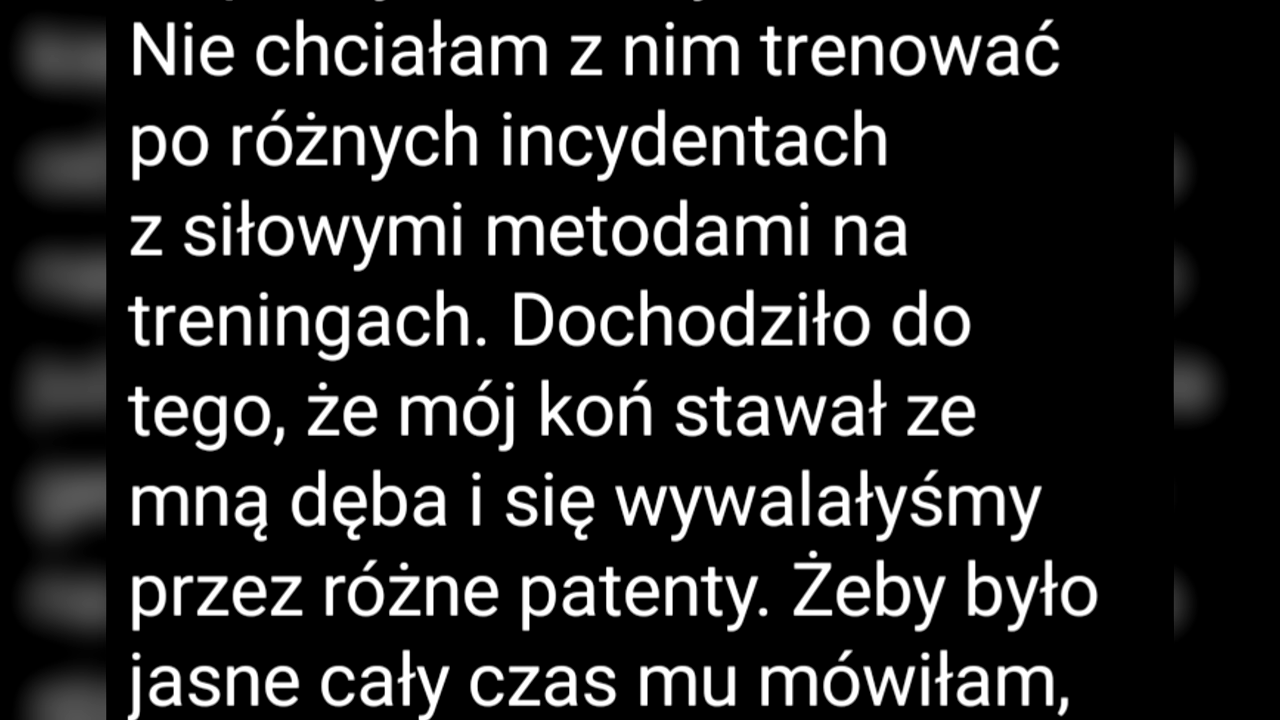 Nie chciałam z nim trenować
po różnych incydentach
z siłowymi metodami na
treningach. Dochodziło do
tego, że mój koń stawał ze
mną dęba i się wywalałyśmy
przez różne patenty. Żeby było
jasne cały czas mu mówiłam,